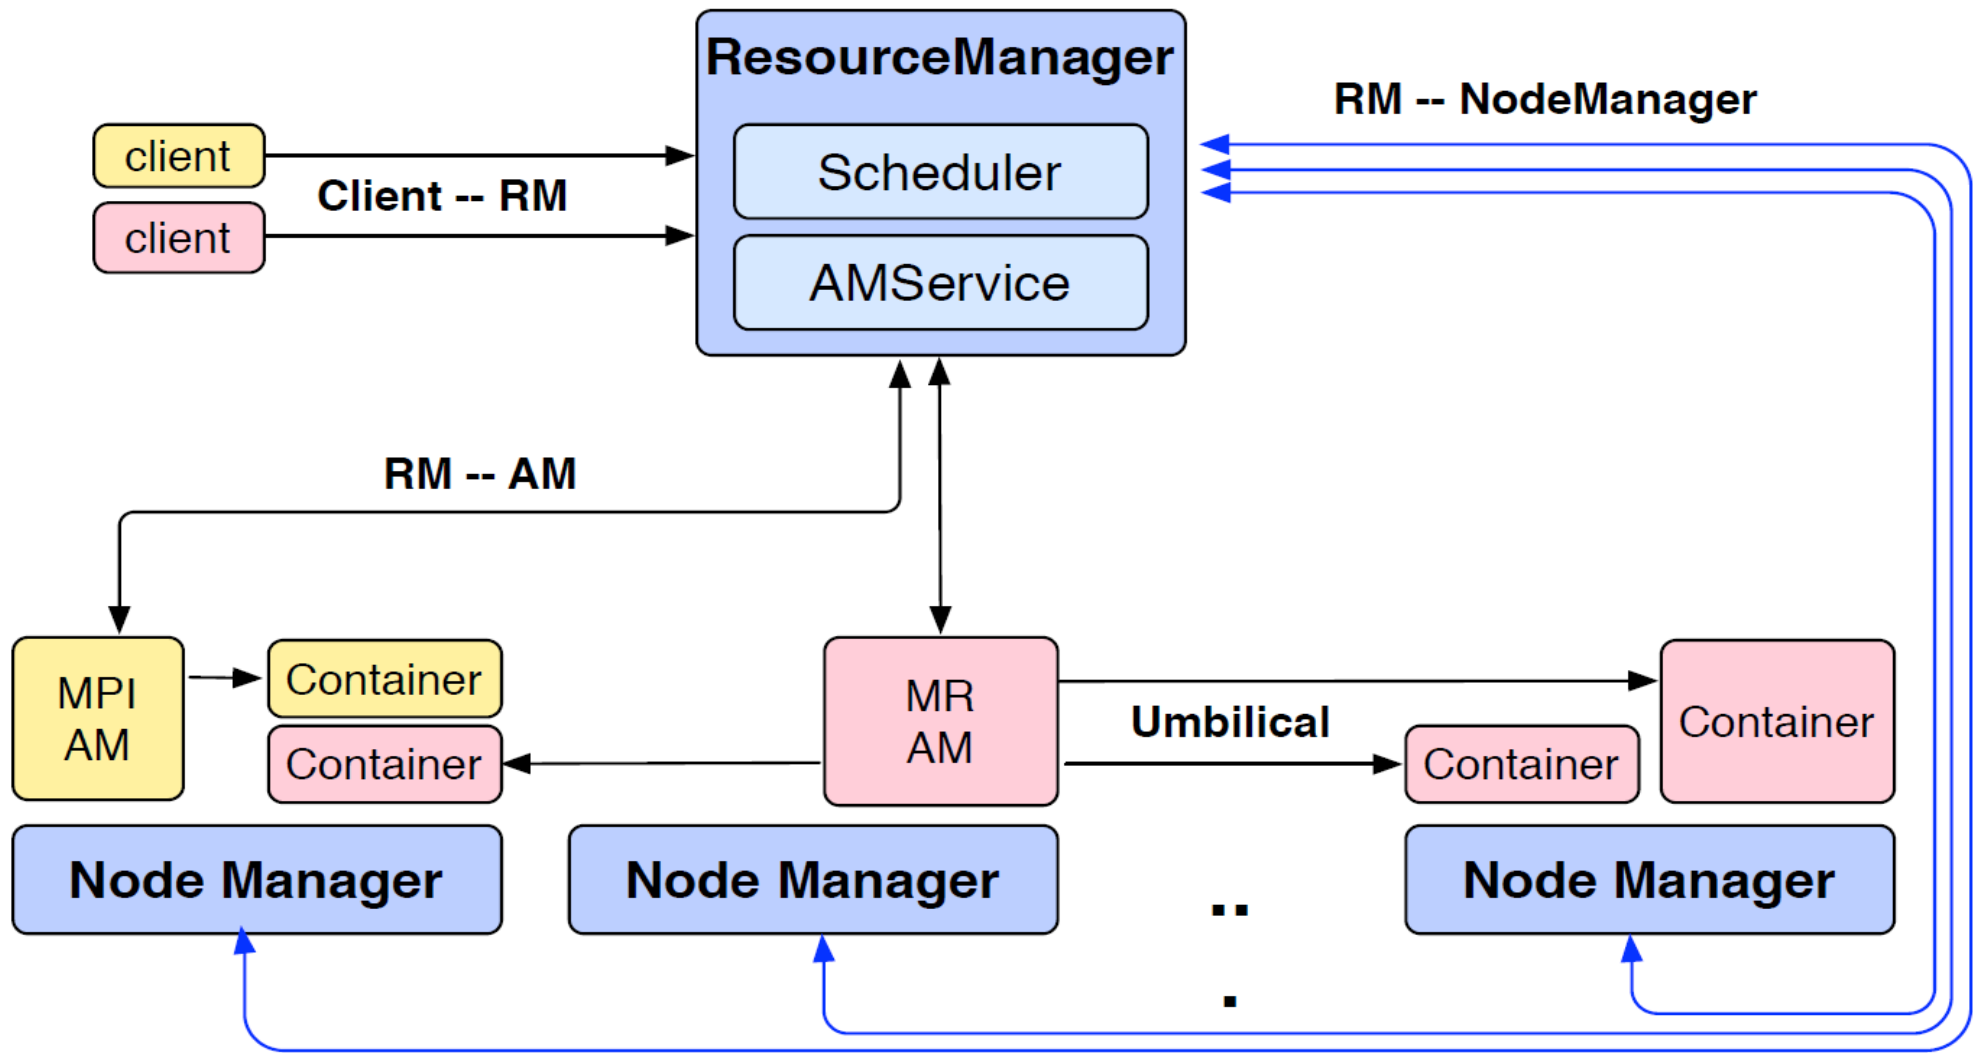 ResourceManager
RM -- NodeManager
client
Scheduler
Client -- RM
client
AMService
RM -- AM
MPI
AM
Container
Container
MR
AM
Umbilical
Container
Container
Node Manager
Node Manager
..
.
Node Manager